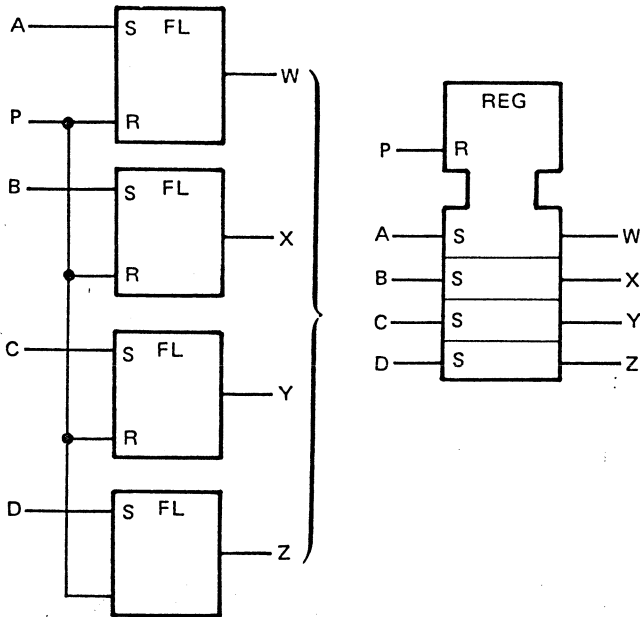 A S FL W
P R
B S FL X
R
C S FL Y
R
D S FL Z
REG
P R
A S W
B S X
C S Y
D S Z